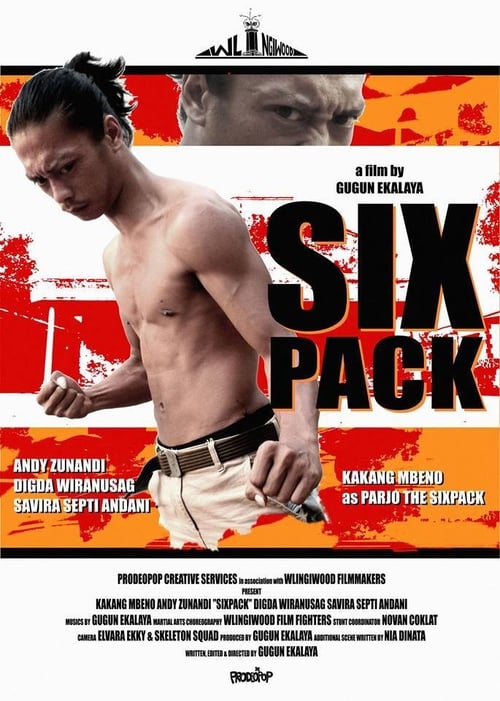 WLINGIWOOD
a film by
GUGUN EKALAYA
SIX
PACK
ANDY ZUNANDI
DIGDA WIRANUSAG
SAVIRA SEPTI ANDANI
KAKANG MBENO
as PARJO THE SIXPACK
PRODEOPOP CREATIVE SERVICES in association with WLINGIWOOD FILMMAKERS
PRESENT
KAKANG MBENO ANDY ZUNANDI "SIXPACK" DIGDA WIRANUSAG SAVIRA SEPTI ANDANI
MUSICS BY GUGUN EKALAYA MARTIAL ARTS CHOREOGRAPHY WLINGIWOOD FILM FIGHTERS STUNT COORDINATOR NOVAN COKLAT
CAMERA ELVARA EKKY & SKELETON SQUAD PRODUCED BY GUGUN EKALAYA ADDITIONAL SCENE WRITTEN BY NIA DINATA
WRITTEN, EDITED & DIRECTED BY GUGUN EKALAYA
PRODEOPOP